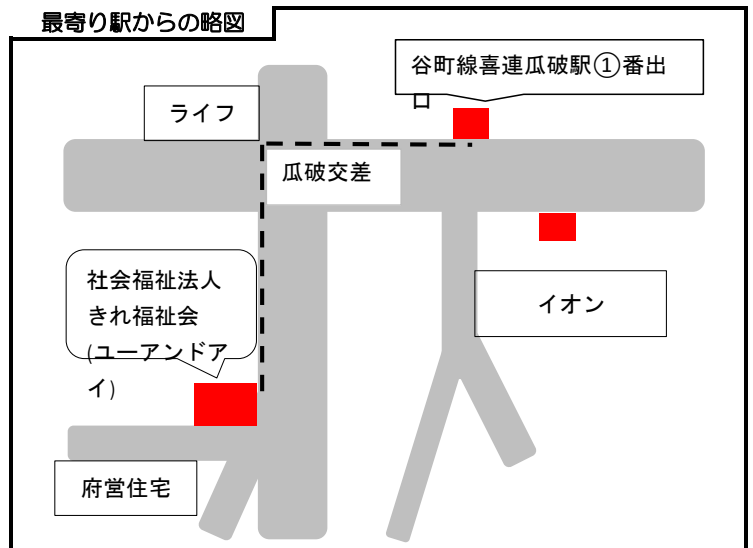 最寄り駅からの略図
谷町線喜連瓜破駅①番出
口
ライフ
瓜破交差
社会福祉法人
きれ福祉会
(ユーアンドア
イ)
イオン
府営住宅